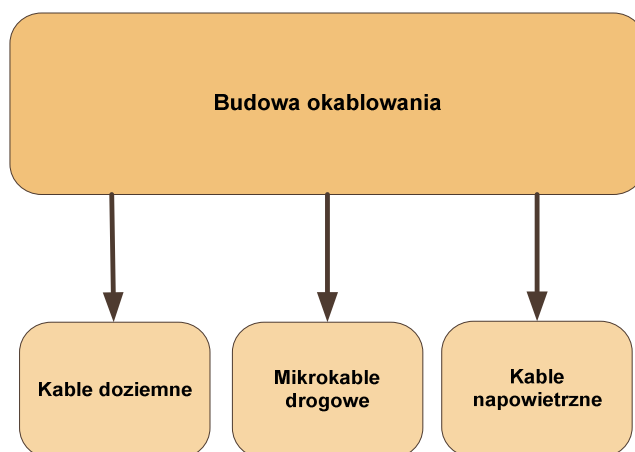 Budowa okablowania
Kable doziemne
Mikrokable
drogowe
Kable
napowietrzne